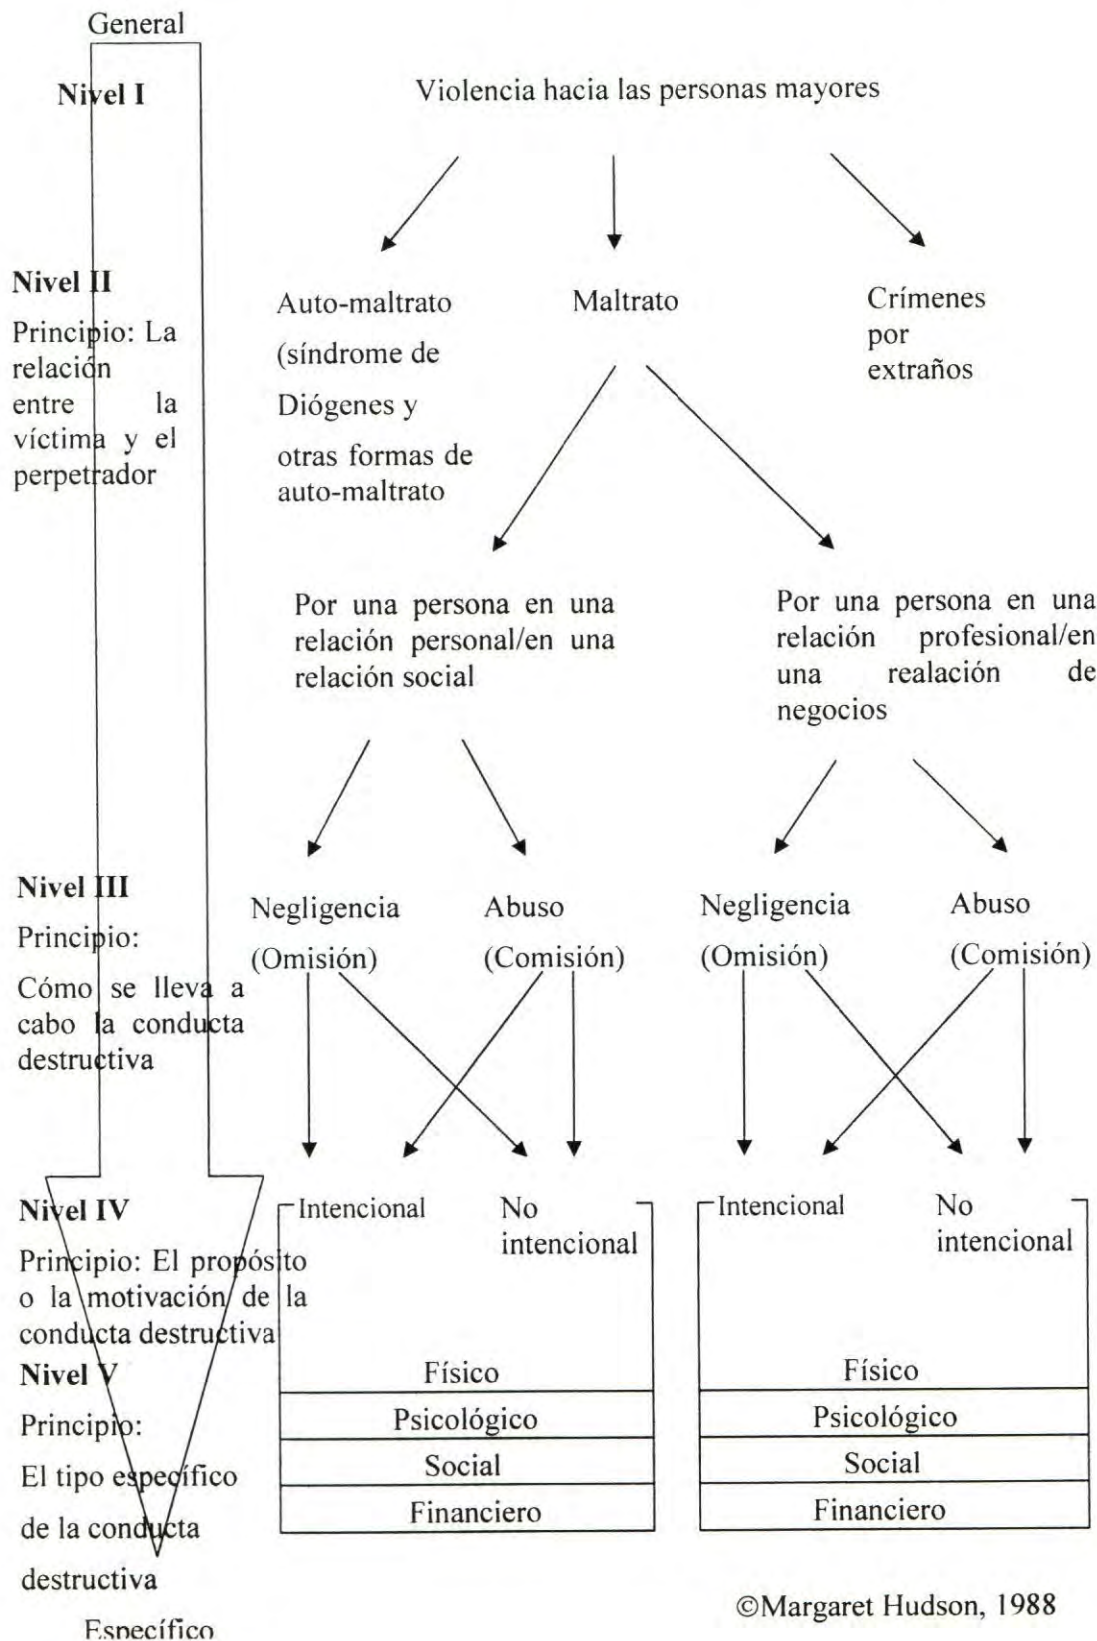 General
Nivel I
Violencia hacia las personas mayores
Nivel II
Principio: La
relación
entre la
víctima y el
perpetrador
Auto-maltrato
(síndrome de
Diógenes y
otras formas de
auto-maltrato
Maltrato
Crímenes
por
extraños
Por una persona en una
relación personal/en una
relación social
Por una persona en una
relación profesional/en
una realación de
negocios
Nivel III
Principio:
Cómo se lleva a
cabo la conducta
destructiva
Negligencia
(Omisión)
Abuso
(Comisión)
Negligencia
(Omisión)
Abuso
(Comisión)
Nivel IV
Principio: El propósito
o la motivación de la
conducta destructiva
Intencional
No
intencional
Intencional
No
intencional
Nivel V
Principio:
El tipo específico
de la conducta
destructiva
Físico
Psicológico
Social
Financiero
Físico
Psicológico
Social
Financiero
Específico
©Margaret Hudson, 1988